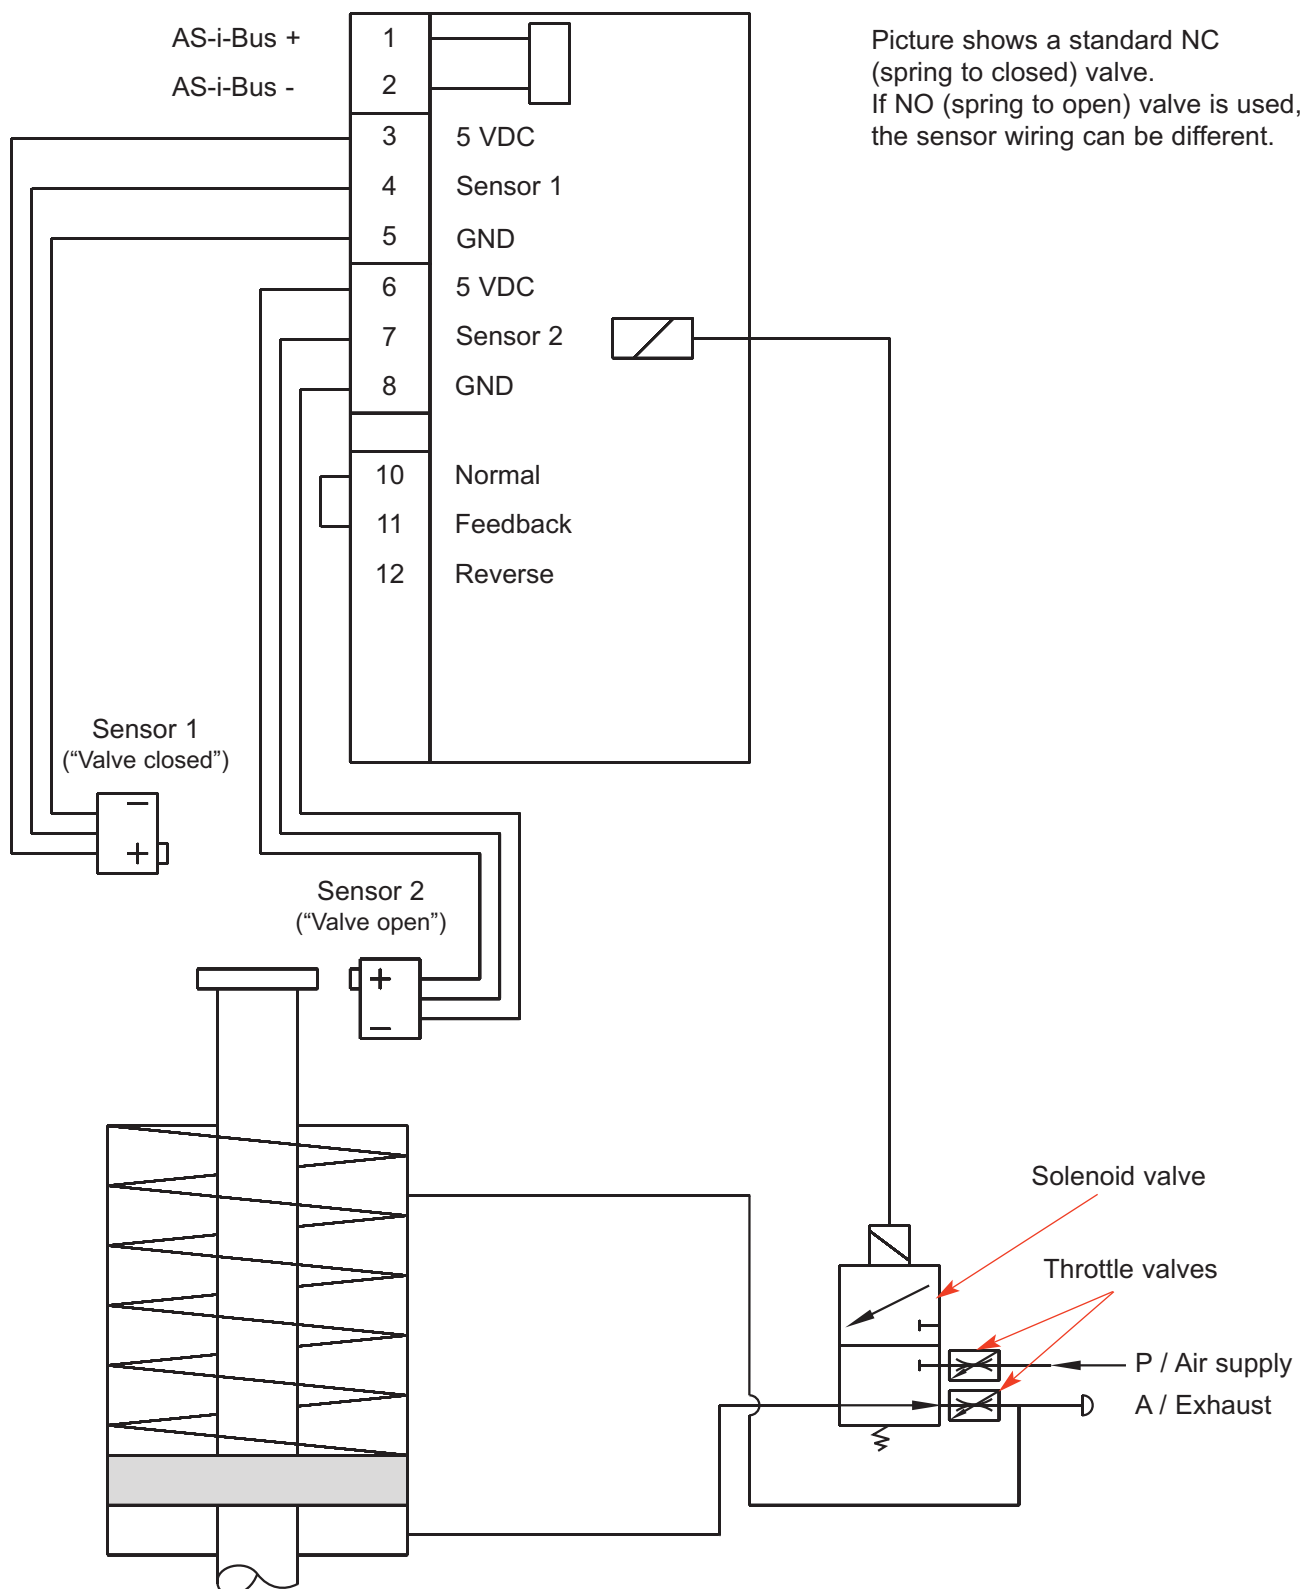 AS-i-Bus +
AS-i-Bus -
1
2
3 5 VDC
4 Sensor 1
5 GND
6 5 VDC
7 Sensor 2
8 GND
10 Normal
11 Feedback
12 Reverse
Picture shows a standard NC
(spring to closed) valve.
If NO (spring to open) valve is used,
the sensor wiring can be different.
Sensor 1
(“Valve closed”)
–
+
Sensor 2
(“Valve open”)
+
–
Solenoid valve
Throttle valves
P / Air supply
A / Exhaust